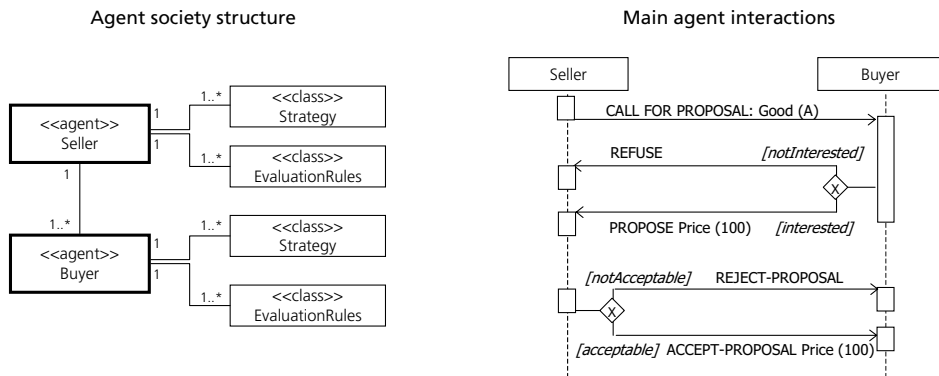 Agent society structure
<<agent>>
Seller
1
1..*
<<class>>
Strategy
1
1..*
<<class>>
EvaluationRules
1
1..*
<<agent>>
Buyer
1
1..*
<<class>>
Strategy
1
1..*
<<class>>
EvaluationRules
Main agent interactions
Seller
Buyer
CALL FOR PROPOSAL: Good (A)
REFUSE
[notInterested]
X
PROPOSE Price (100)
[interested]
[notAcceptable]
REJECT-PROPOSAL
X
[acceptable] ACCEPT-PROPOSAL Price (100)